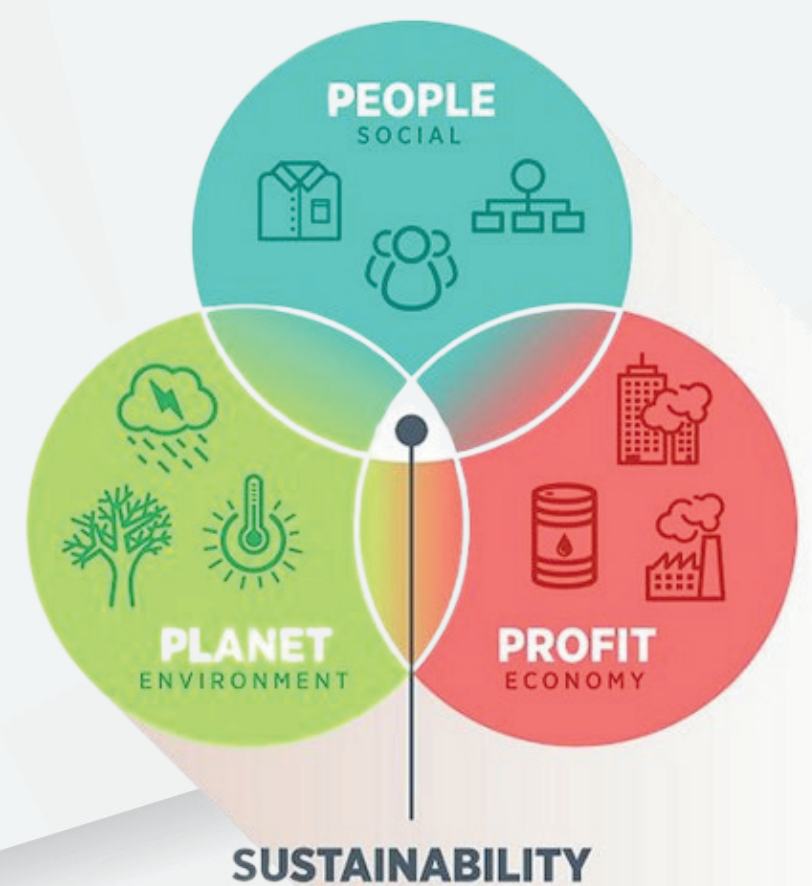 PEOPLE
SOCIAL
PLANET
ENVIRONMENT
PROFIT
ECONOMY
SUSTAINABILITY